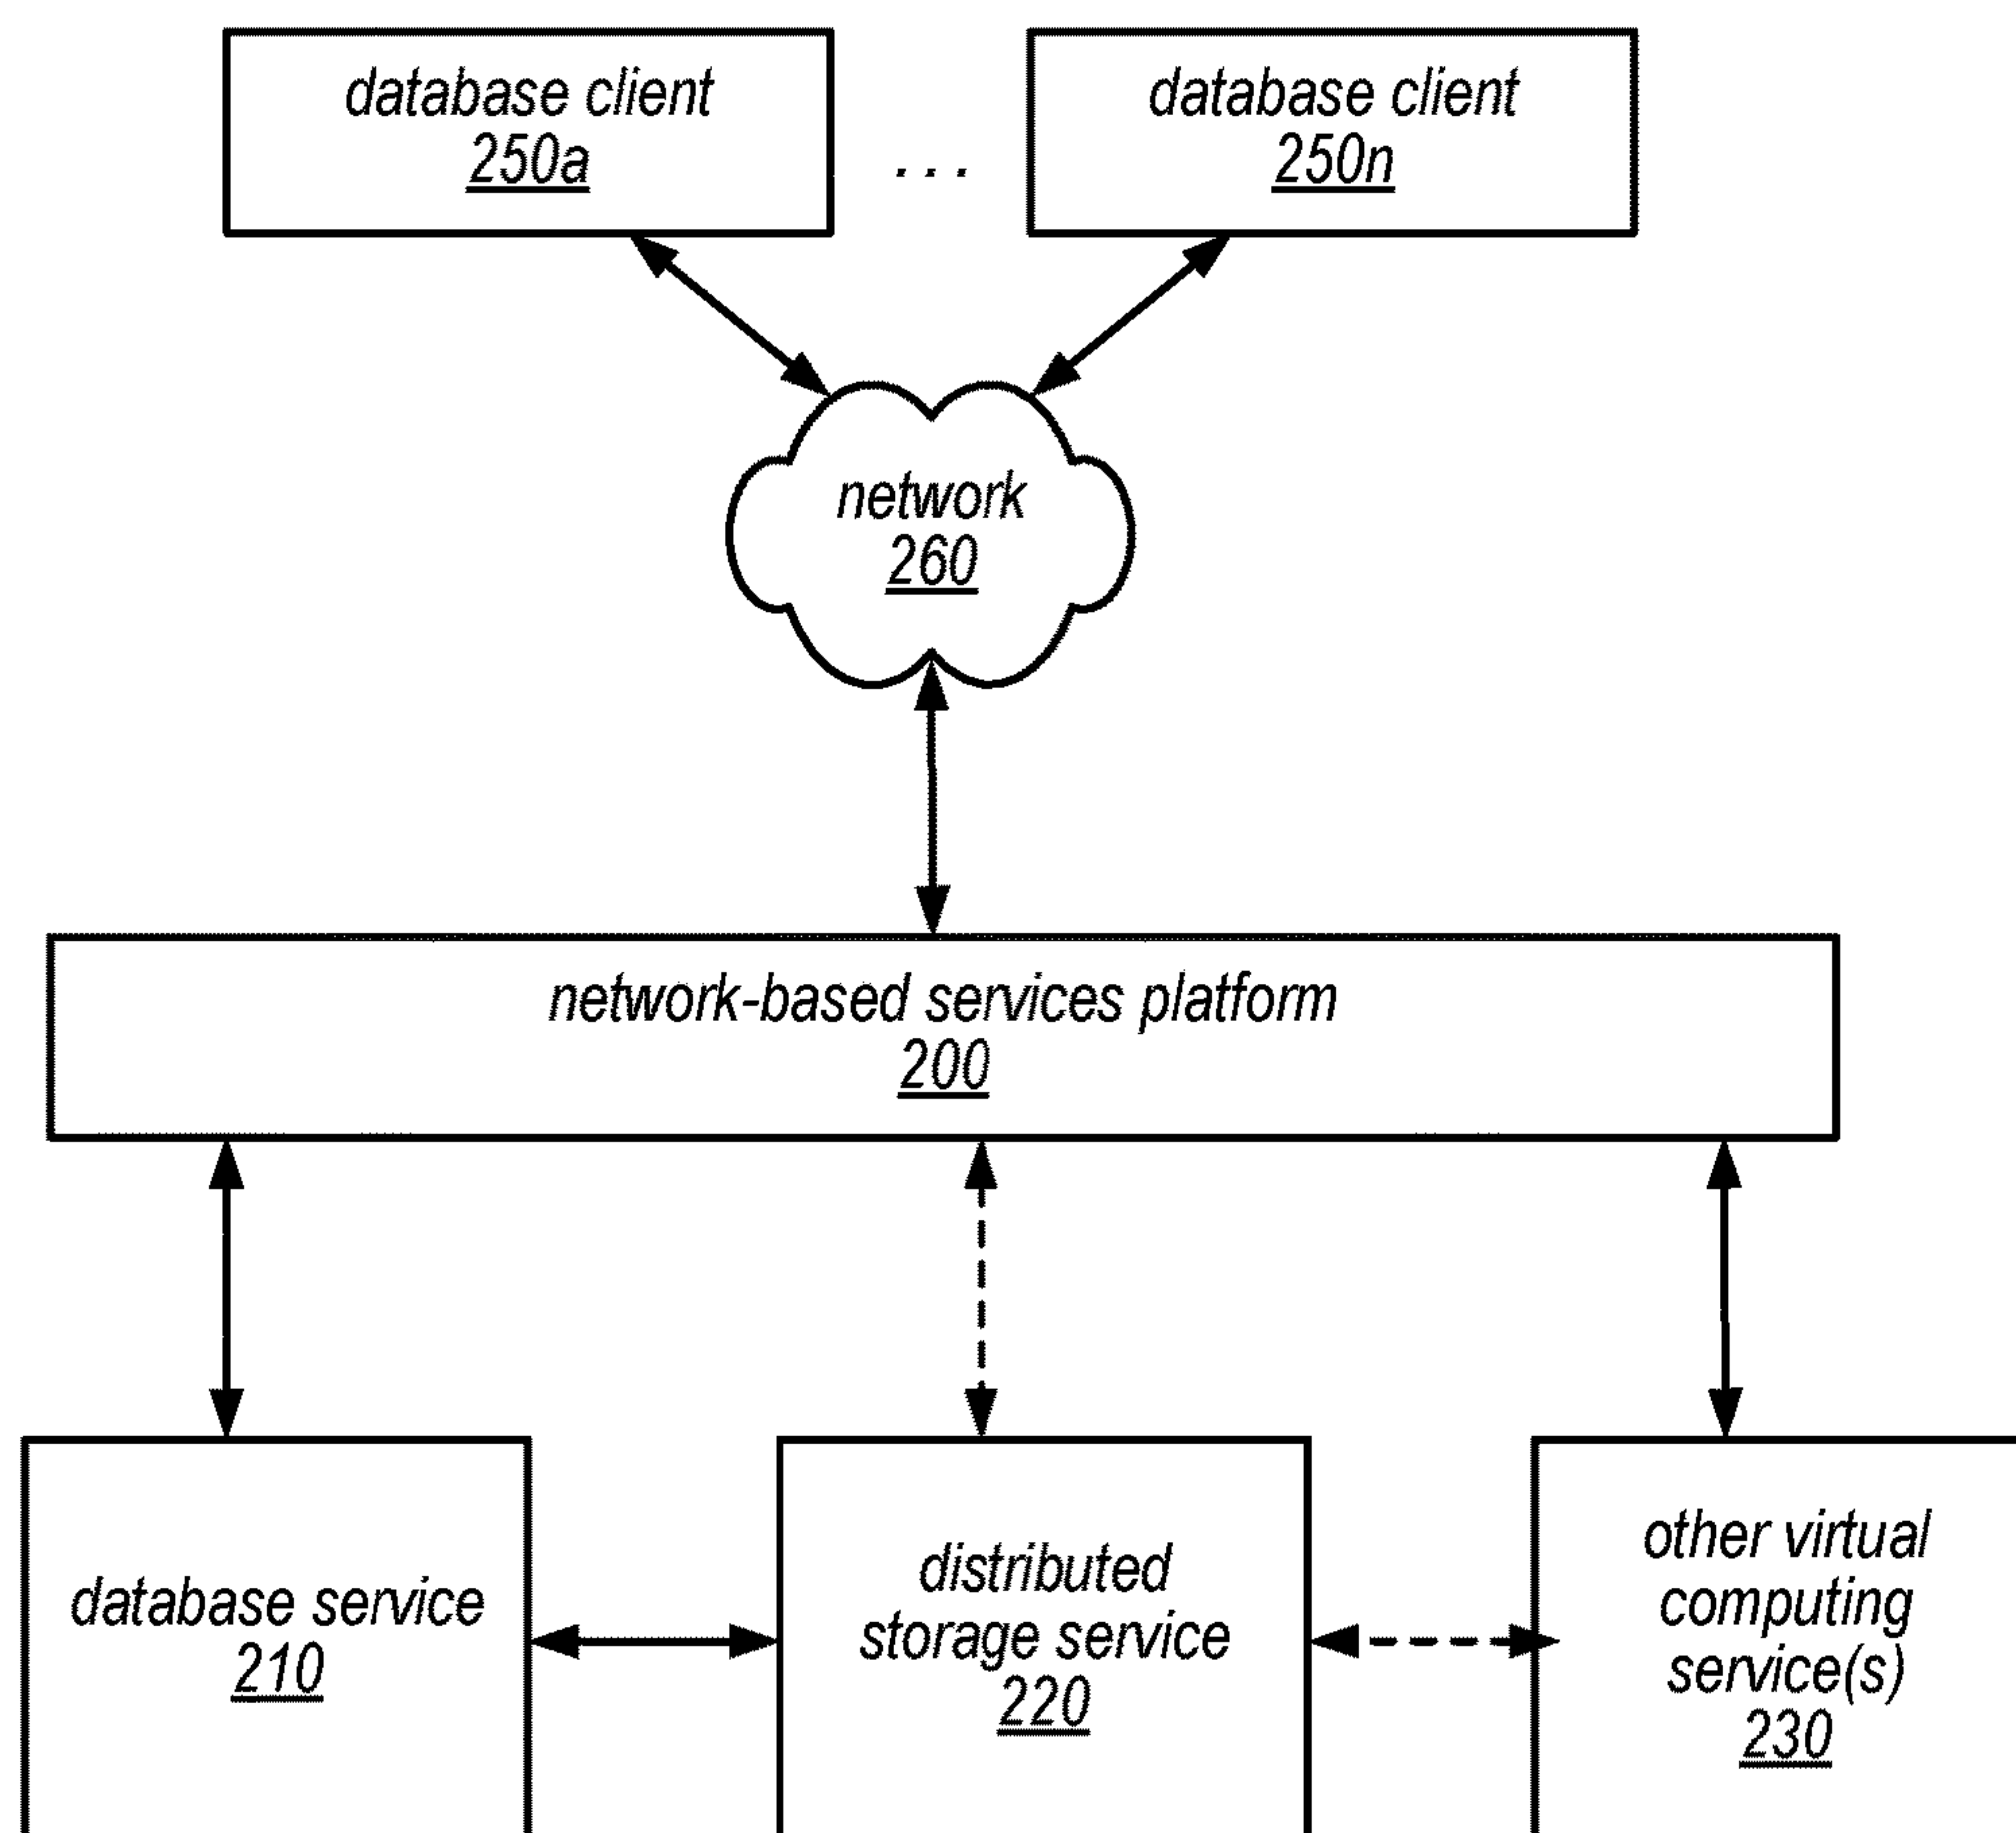 database client
250a
. . .
database client
250n
network
260
network-based services platform
200
database service
210
distributed
storage service
220
other virtual
computing
service(s)
230